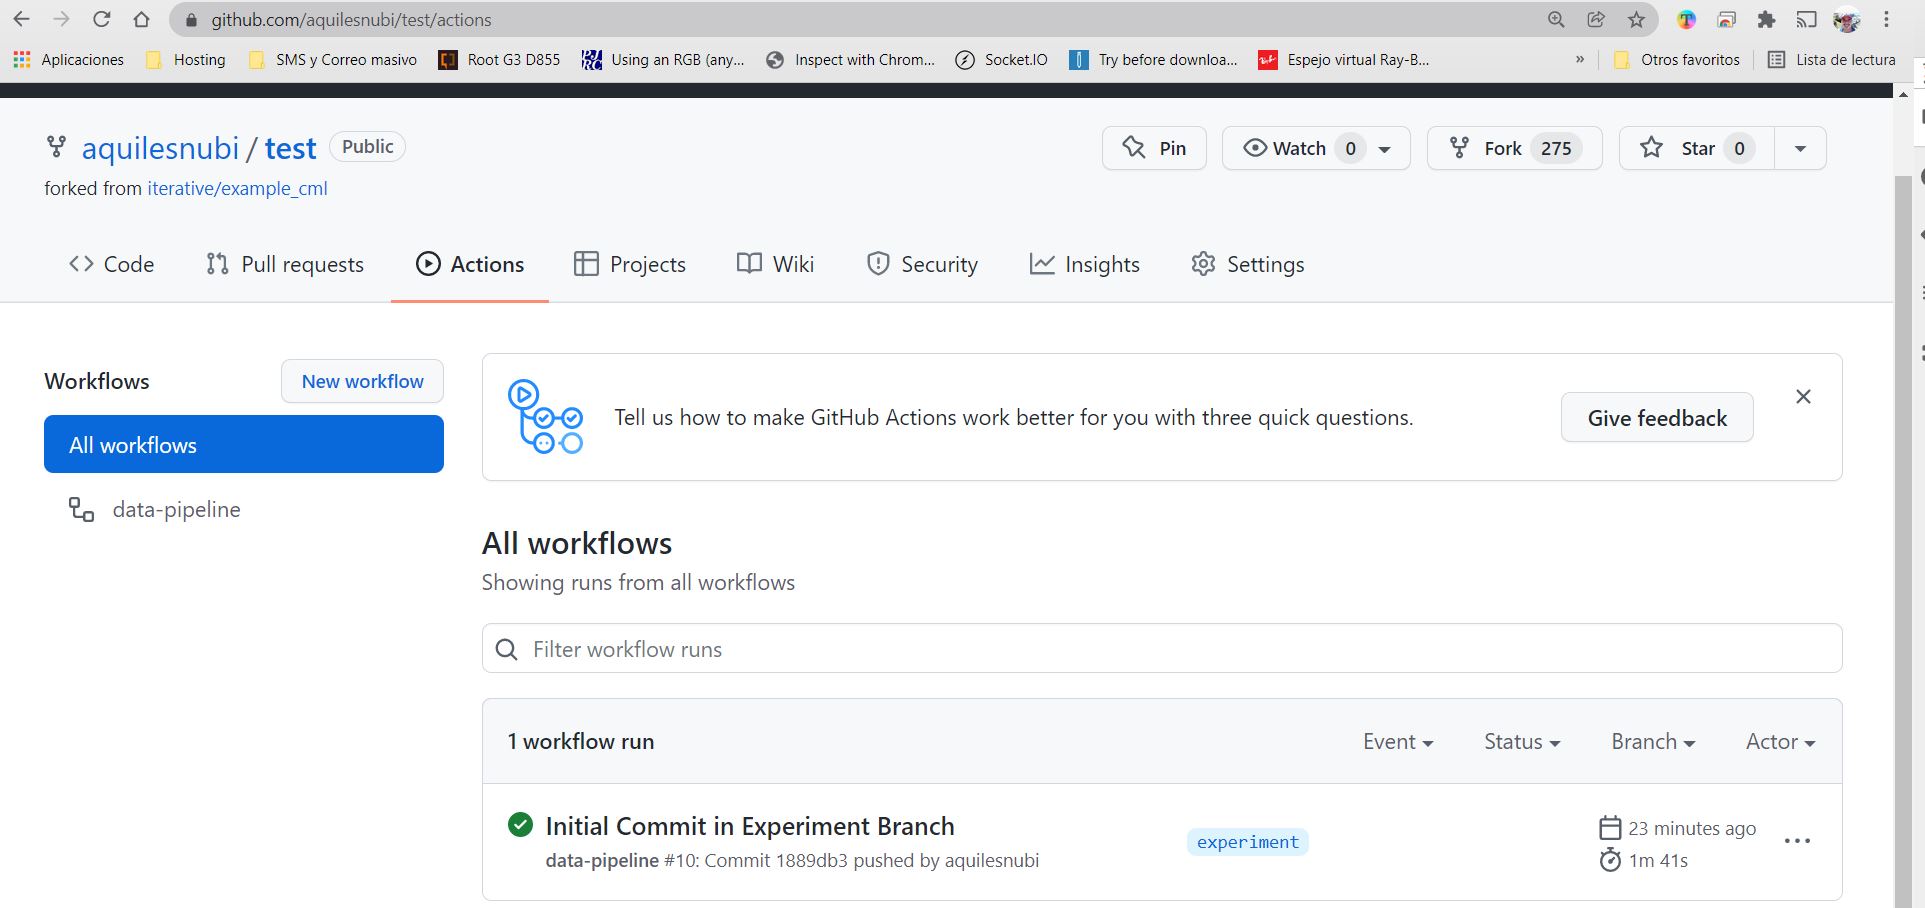 github.com/aquilesnubi/test/actions
Aplicaciones Hosting SMS y Correo masivo Root G3 D855 Using an RGB (any... Inspect with Chrom... Socket.IO Try before downloa... Espejo virtual Ray-B... » Otros favoritos Lista de lectura
aquilesnubi / test Public Pin Watch 0 Fork 275 Star 0
forked from iterative/example_cml
Code Pull requests Actions Projects Wiki Security Insights Settings
Workflows New workflow
All workflows
data-pipeline
Tell us how to make GitHub Actions work better for you with three quick questions. Give feedback
All workflows
Showing runs from all workflows
Filter workflow runs
1 workflow run Event Status Branch Actor
Initial Commit in Experiment Branch
data-pipeline #10: Commit 1889db3 pushed by aquilesnubi
experiment
23 minutes ago
1m 41s